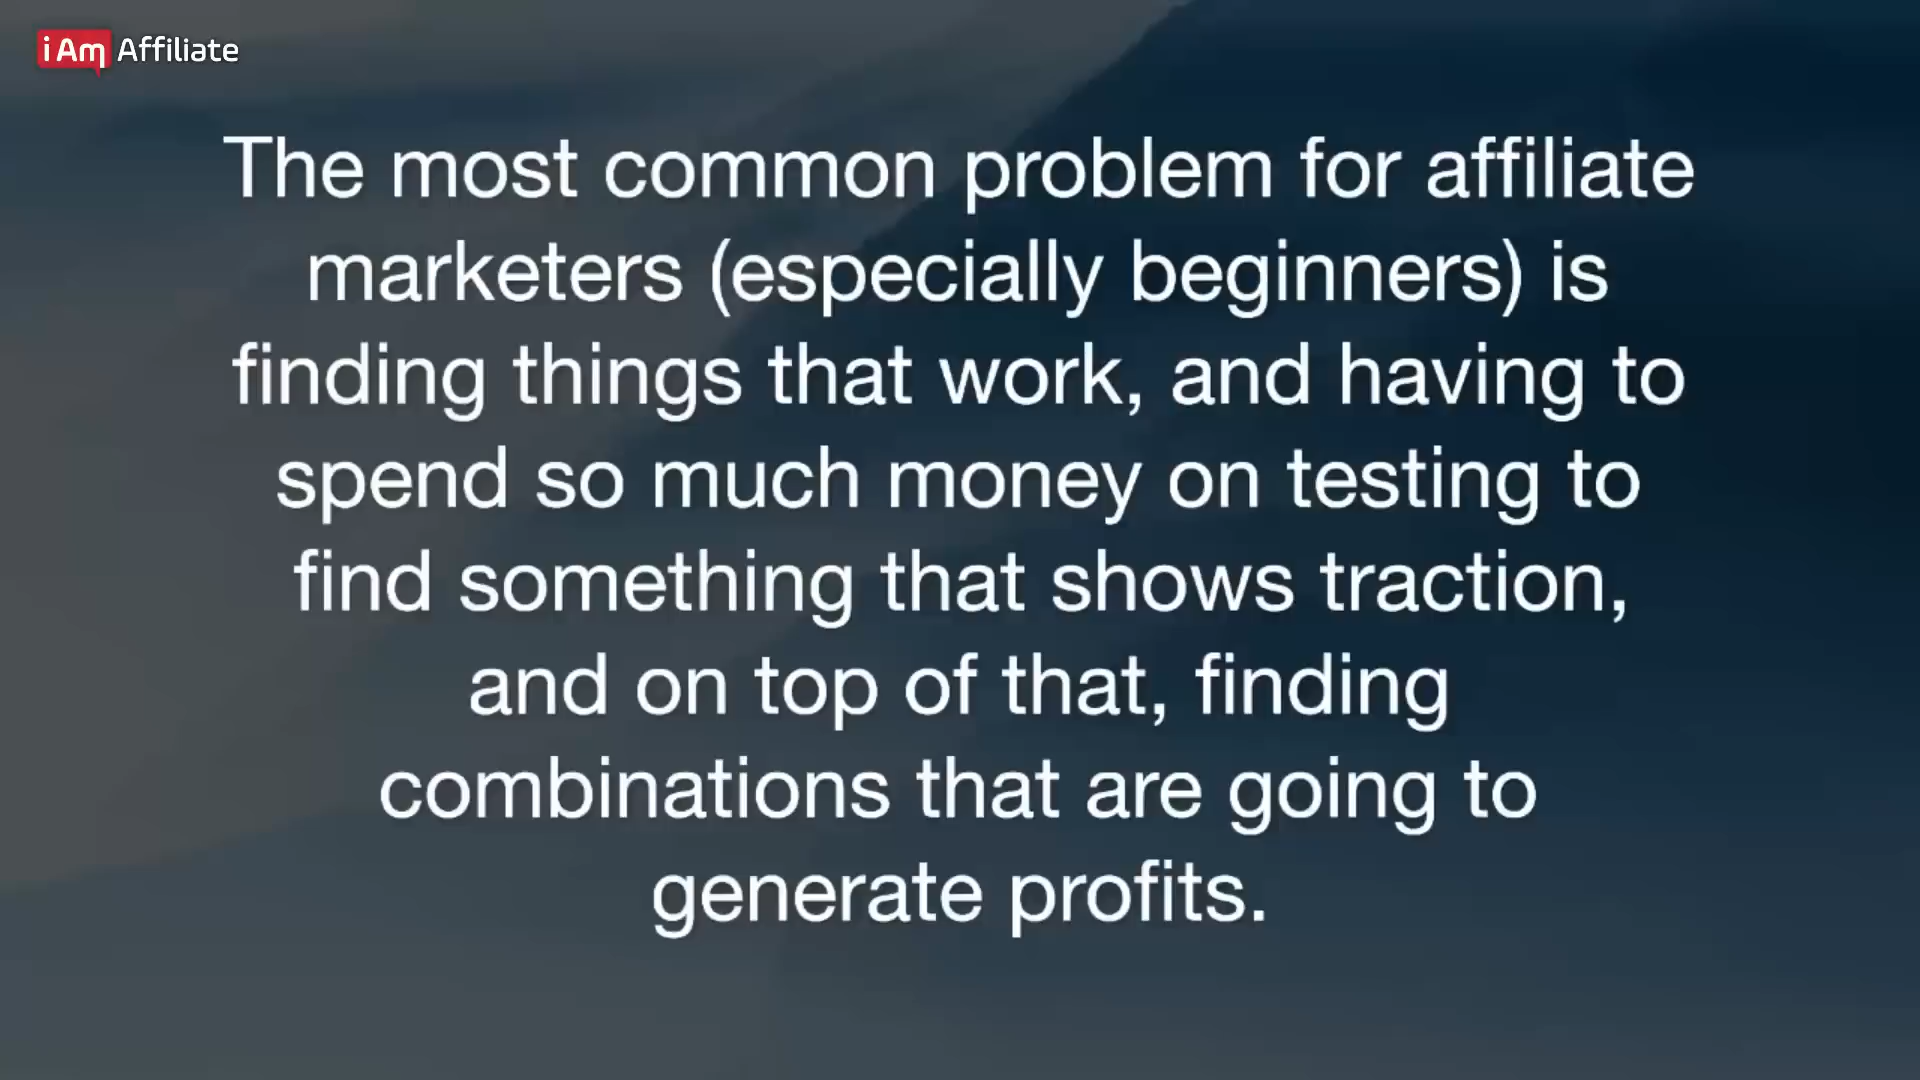 i Am Affiliate
The most common problem for affiliate
marketers (especially beginners) is
finding things that work, and having to
spend so much money on testing to
find something that shows traction,
and on top of that, finding
combinations that are going to
generate profits.